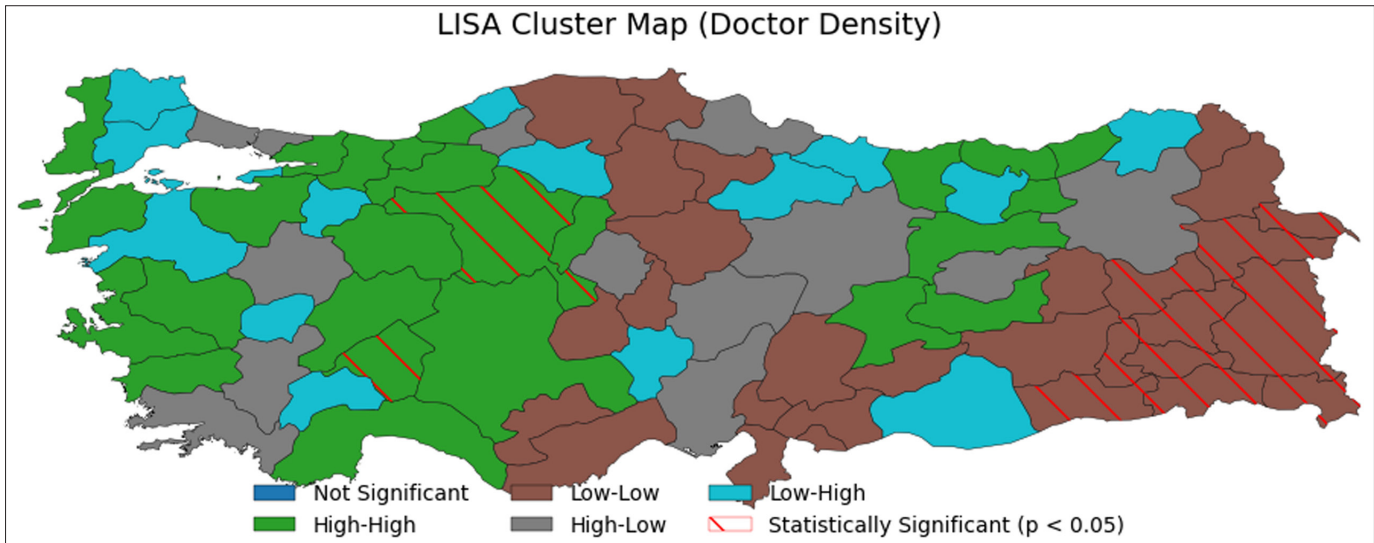 LISA Cluster Map (Doctor Density)
Not Significant Low-Low Low-High
High-High High-Low Statistically Significant (p < 0.05)